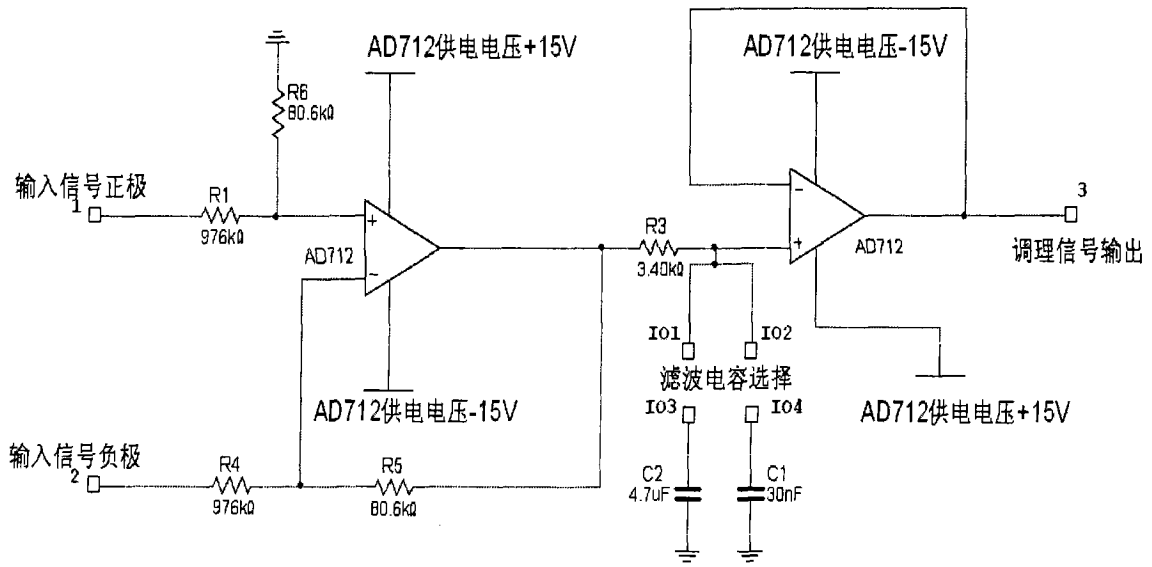 AD712供电电压+15V
AD712供电电压-15V
R6
80.6kΩ
输入信号正极
1
R1
976kΩ
+
-
AD712
R3
3.40kΩ
-
+
AD712
3
调理信号输出
IO1
IO2
滤波电容选择
IO3
IO4
AD712供电电压-15V
AD712供电电压+15V
输入信号负极
2
R4
976kΩ
R5
80.6kΩ
C2
4.7uF
C1
30nF